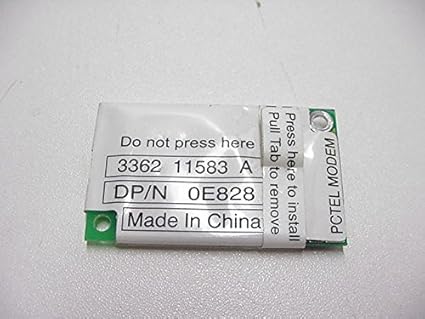 Do not press here
3362 11583 A
DP/N 0E828
Made In China
Press here to install
Pull Tab to remove
PCTEL MODEM